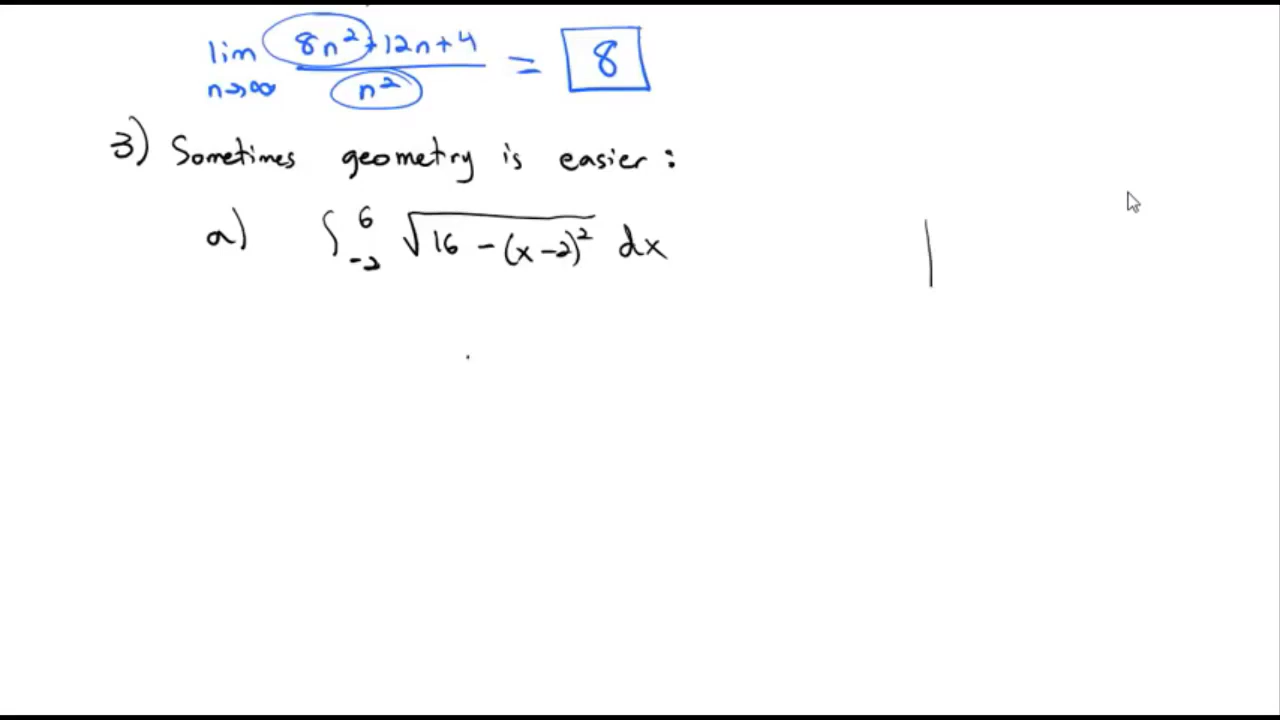 lim n→∞ (8n² + 12n + 4) / n² = 8
3) Sometimes geometry is easier:
a) ∫₋₂⁶ √(16 - (x-2)²) dx